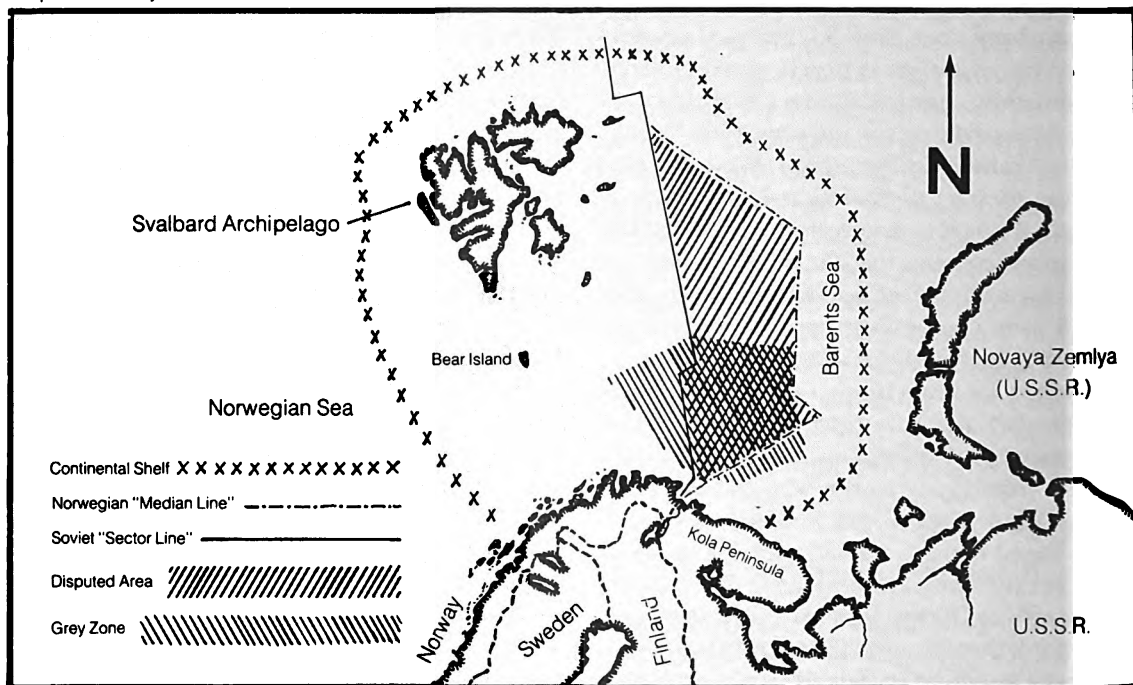 N
Svalbard Archipelago
Barents Sea
Bear Island
Novaya Zemlya
(U.S.S.R.)
Norwegian Sea
Continental Shelf X X X X X X X X X X X X X X
Norwegian "Median Line"
Soviet "Sector Line"
Kola Peninsula
Disputed Area
Grey Zone
Norway
Sweden
Finland
U.S.S.R.